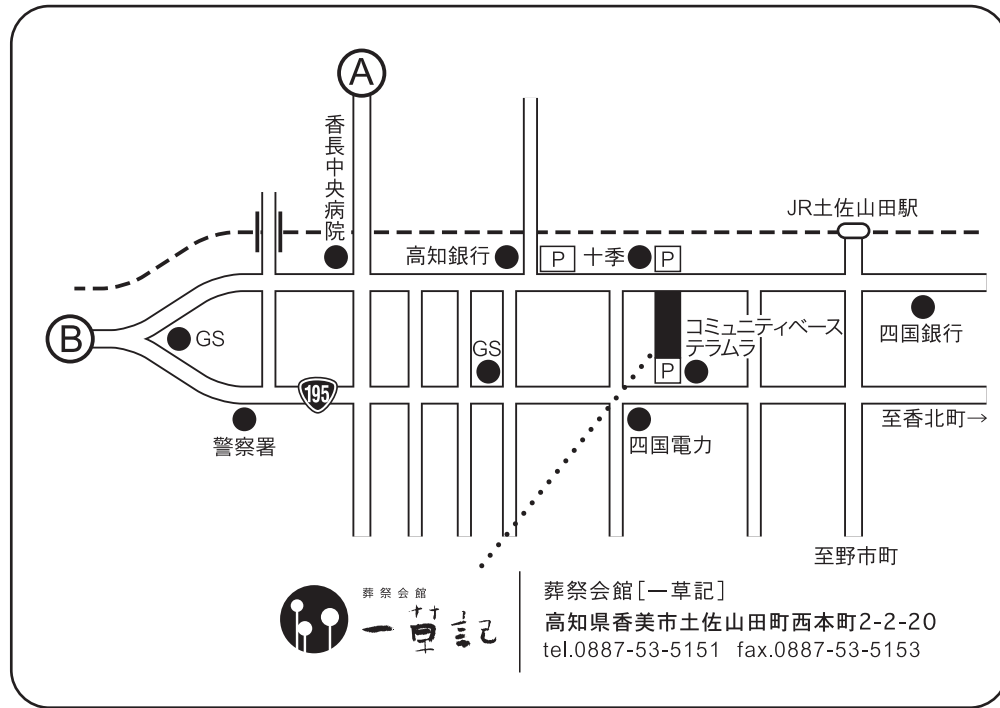 A
香長中央病院
JR土佐山田駅
高知銀行
P
十季
P
B
GS
GS
コミュニティベース
テラムラ
四国銀行
P
195
警察署
四国電力
至香北町→
至野市町
葬祭会館
一草記
葬祭会館[一草記]
高知県香美市土佐山田町西本町2-2-20
tel.0887-53-5151 fax.0887-53-5153